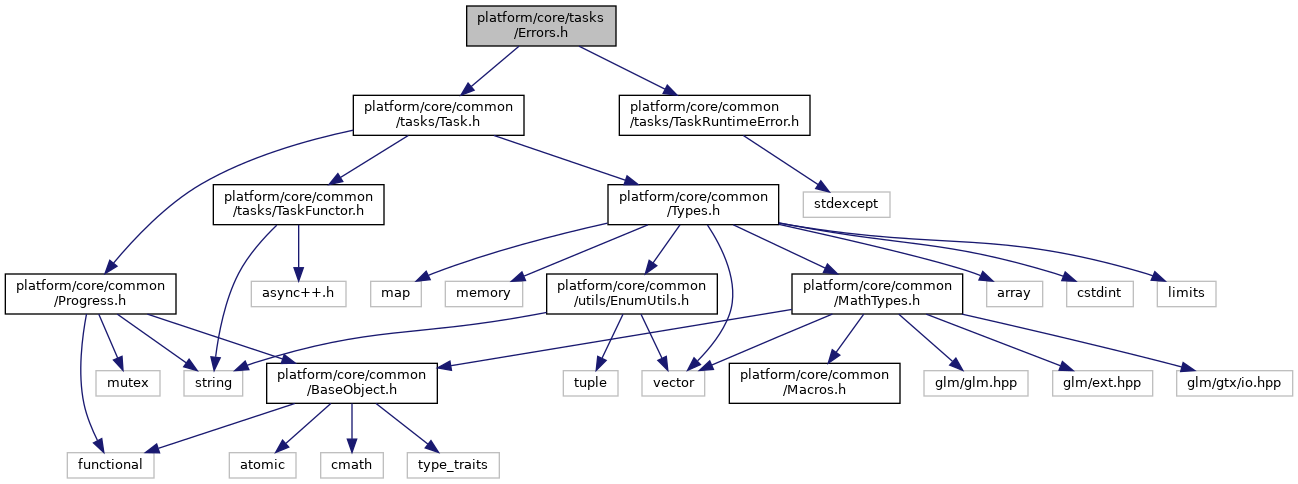 platform/core/tasks
/Errors.h
platform/core/common
/tasks/Task.h
platform/core/common
/tasks/TaskRuntimeError.h
platform/core/common
/tasks/TaskFunctor.h
platform/core/common
/Types.h
stdexcept
platform/core/common
/Progress.h
async++.h
map
memory
platform/core/common
/utils/EnumUtils.h
platform/core/common
/MathTypes.h
array
cstdint
limits
mutex
string
platform/core/common
/BaseObject.h
tuple
vector
platform/core/common
/Macros.h
glm/glm.hpp
glm/ext.hpp
glm/gtx/io.hpp
functional
atomic
cmath
type_traits